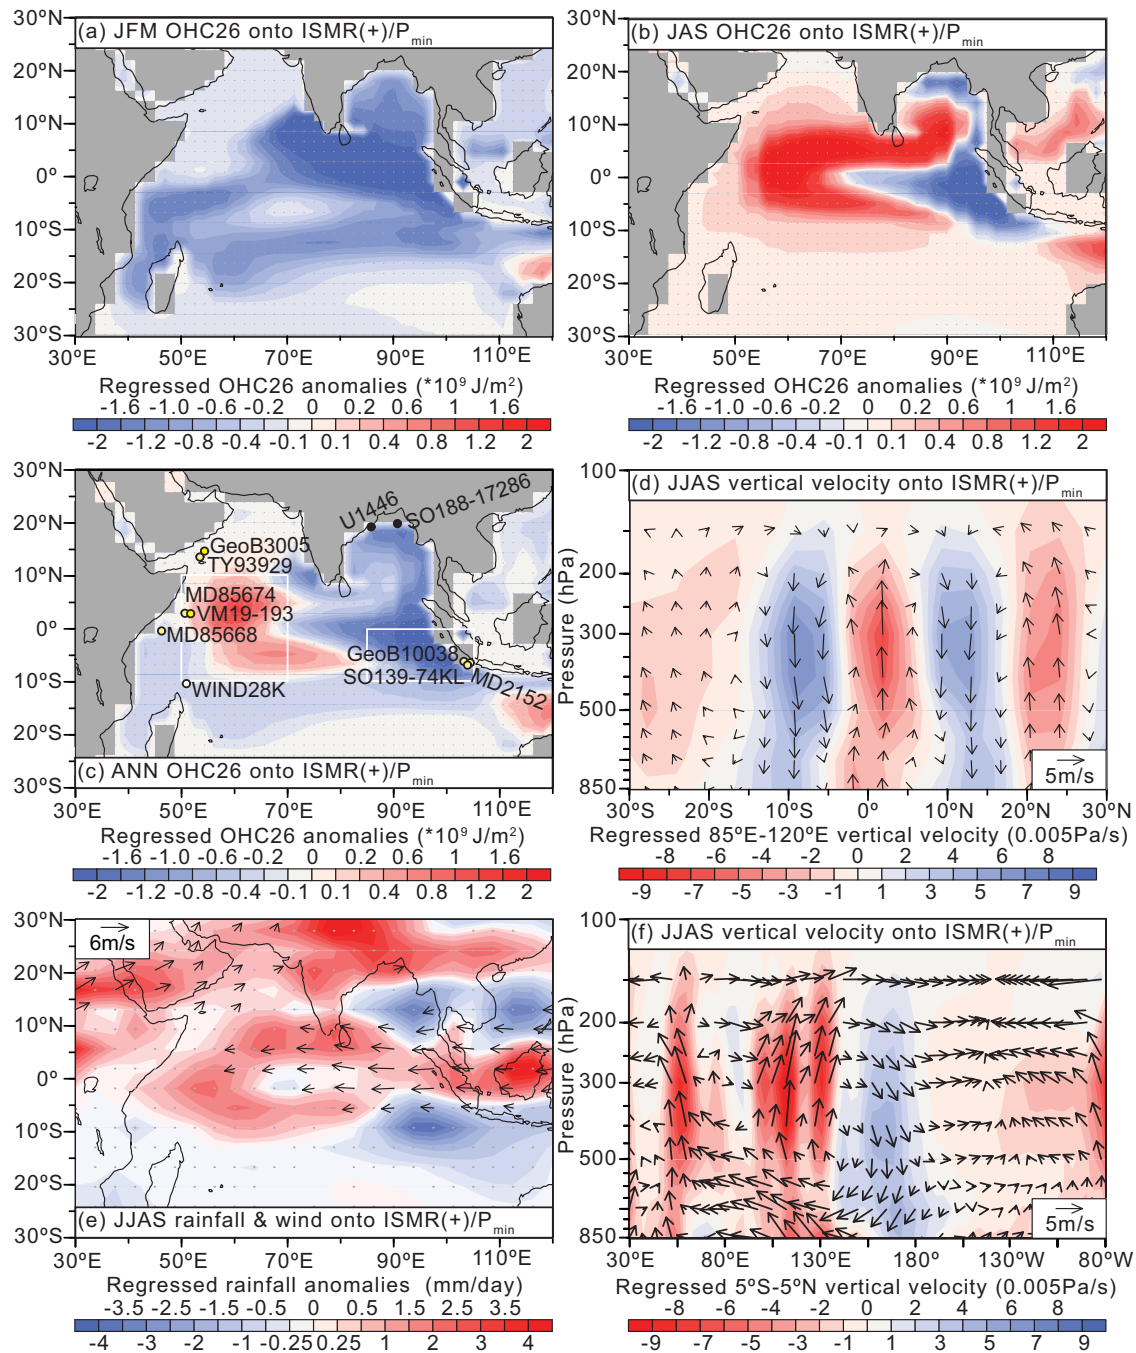 30ºN
(a) JFM OHC26 onto ISMR(+)/Pmin
20ºN
10ºN
0º
10ºS
20ºS
30ºS
30ºE 50ºE 70ºE 90ºE 110ºE
Regressed OHC26 anomalies (*10⁹ J/m²)
-1.6 -1.0 -0.6 -0.2 0 0.2 0.6 1 1.6
-2 -1.2 -0.8 -0.4 -0.1 0.1 0.4 0.8 1.2 2
30ºN
(b) JAS OHC26 onto ISMR(+)/Pmin
20ºN
10ºN
0º
10ºS
20ºS
30ºS
30ºE 50ºE 70ºE 90ºE 110ºE
Regressed OHC26 anomalies (*10⁹ J/m²)
-1.6 -1.0 -0.6 -0.2 0 0.2 0.6 1 1.6
-2 -1.2 -0.8 -0.4 -0.1 0.1 0.4 0.8 1.2 2
30ºN
20ºN
10ºN
0º
10ºS
20ºS
30ºS
U1446
SO188-17286
GeoB3005
TY93929
MD85674
VM19-193
MD85668
GeoB10038
SO139-74KL
MD2152
WIND28K
(c) ANN OHC26 onto ISMR(+)/Pmin
30ºE 50ºE 70ºE 90ºE 110ºE
Regressed OHC26 anomalies (*10⁹ J/m²)
-1.6 -1.0 -0.6 -0.2 0 0.2 0.6 1 1.6
-2 -1.2 -0.8 -0.4 -0.1 0.1 0.4 0.8 1.2 2
100
(d) JJAS vertical velocity onto ISMR(+)/Pmin
200
300
500
850
Pressure (hPa)
5m/s
30ºS 20ºS 10ºS 0º 10ºN 20ºN 30ºN
Regressed 85ºE-120ºE vertical velocity (0.005Pa/s)
-8 -6 -4 -2 0 2 4 6 8
-9 -7 -5 -3 -1 1 3 5 7 9
30ºN
6m/s
20ºN
10ºN
0º
10ºS
20ºS
30ºS
(e) JJAS rainfall & wind onto ISMR(+)/Pmin
30ºE 50ºE 70ºE 90ºE 110ºE
Regressed rainfall anomalies (mm/day)
-3.5 -2.5 -1.5 -0.5 0 0.5 1.5 2.5 3.5
-4 -3 -2 -1 -0.25 0.25 1 2 3 4
100
(f) JJAS vertical velocity onto ISMR(+)/Pmin
200
300
500
850
Pressure (hPa)
5m/s
30ºE 80ºE 130ºE 180ºW 130ºW 80ºW
Regressed 5ºS-5ºN vertical velocity (0.005Pa/s)
-8 -6 -4 -2 0 2 4 6 8
-9 -7 -5 -3 -1 1 3 5 7 9